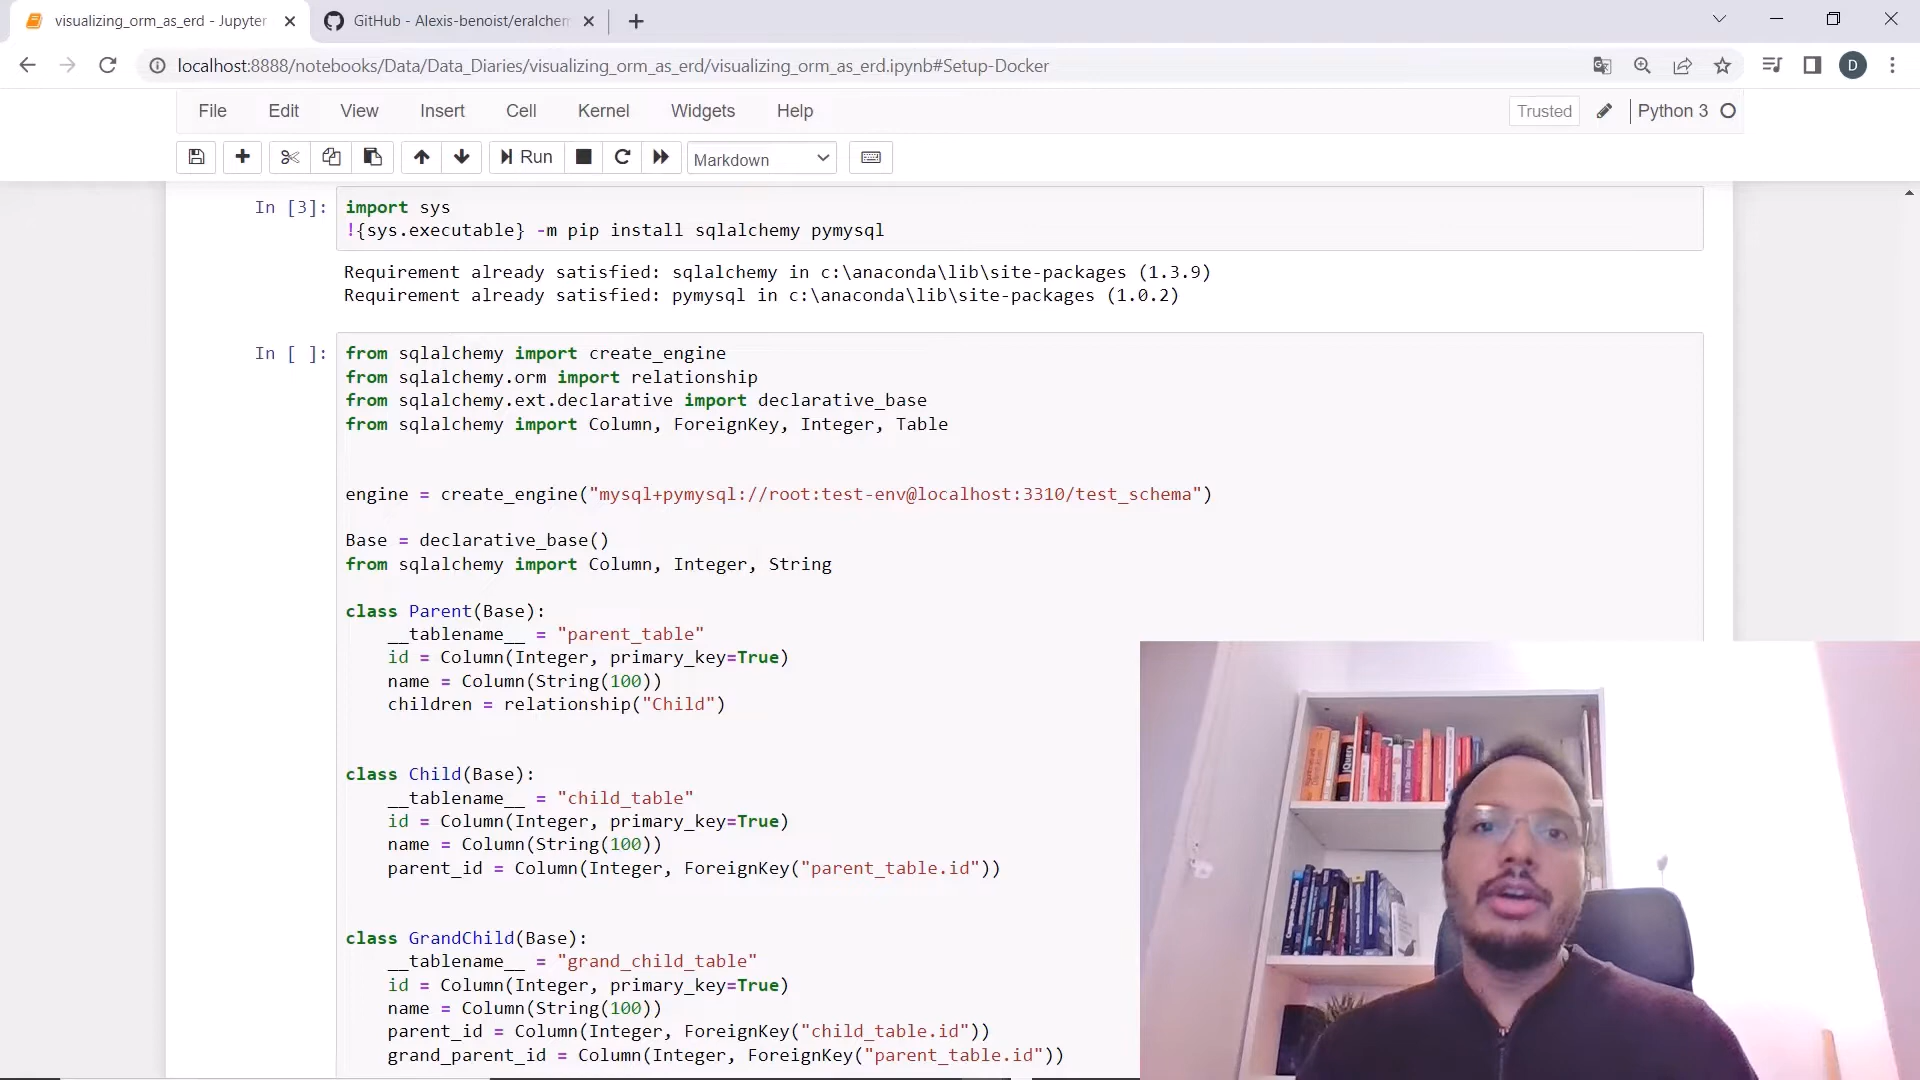 visualizing_orm_as_erd - Jupyter
GitHub - Alexis-benoist/eralchem
localhost:8888/notebooks/Data/Data_Diaries/visualizing_orm_as_erd/visualizing_orm_as_erd.ipynb#Setup-Docker
D
File Edit View Insert Cell Kernel Widgets Help Trusted Python 3
Run Markdown
In [3]: import sys
!{sys.executable} -m pip install sqlalchemy pymysql
Requirement already satisfied: sqlalchemy in c:\anaconda\lib\site-packages (1.3.9)
Requirement already satisfied: pymysql in c:\anaconda\lib\site-packages (1.0.2)
In [ ]: from sqlalchemy import create_engine
from sqlalchemy.orm import relationship
from sqlalchemy.ext.declarative import declarative_base
from sqlalchemy import Column, ForeignKey, Integer, Table
engine = create_engine("mysql+pymysql://root:test-env@localhost:3310/test_schema")
Base = declarative_base()
from sqlalchemy import Column, Integer, String
class Parent(Base):
__tablename__ = "parent_table"
id = Column(Integer, primary_key=True)
name = Column(String(100))
children = relationship("Child")
class Child(Base):
__tablename__ = "child_table"
id = Column(Integer, primary_key=True)
name = Column(String(100))
parent_id = Column(Integer, ForeignKey("parent_table.id"))
class GrandChild(Base):
__tablename__ = "grand_child_table"
id = Column(Integer, primary_key=True)
name = Column(String(100))
parent_id = Column(Integer, ForeignKey("child_table.id"))
grand_parent_id = Column(Integer, ForeignKey("parent_table.id"))
jQuery